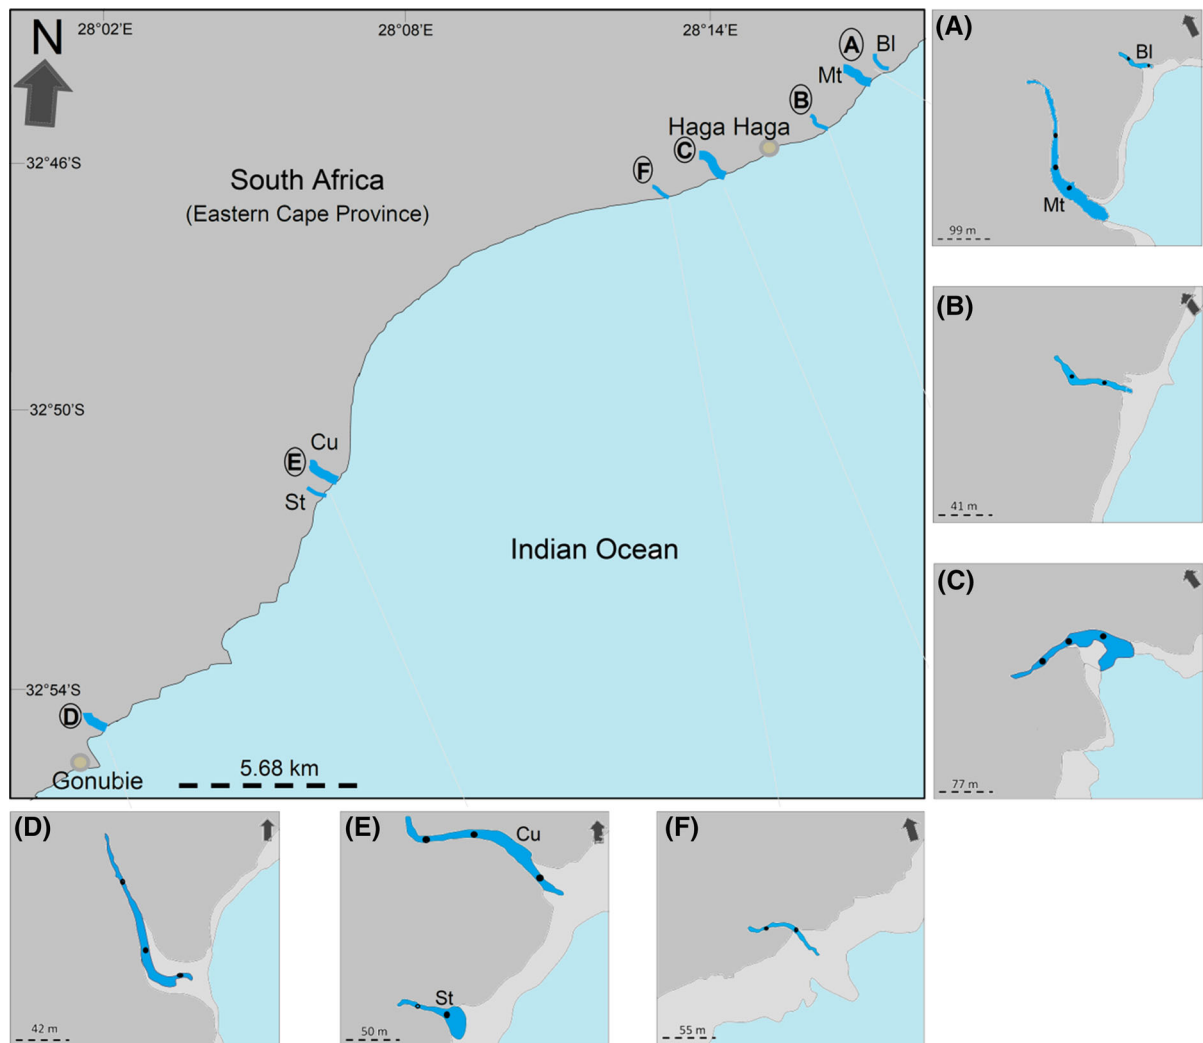 28°02'E
28°08'E
28°14'E
N
A
Bl
Mt
B
Haga Haga
C
F
32°46'S
South Africa
(Eastern Cape Province)
32°50'S
Cu
E
St
Indian Ocean
32°54'S
D
Gonubie
5.68 km
(A)
Bl
Mt
99 m
(B)
41 m
(C)
77 m
(D)
42 m
(E)
Cu
St
50 m
(F)
55 m